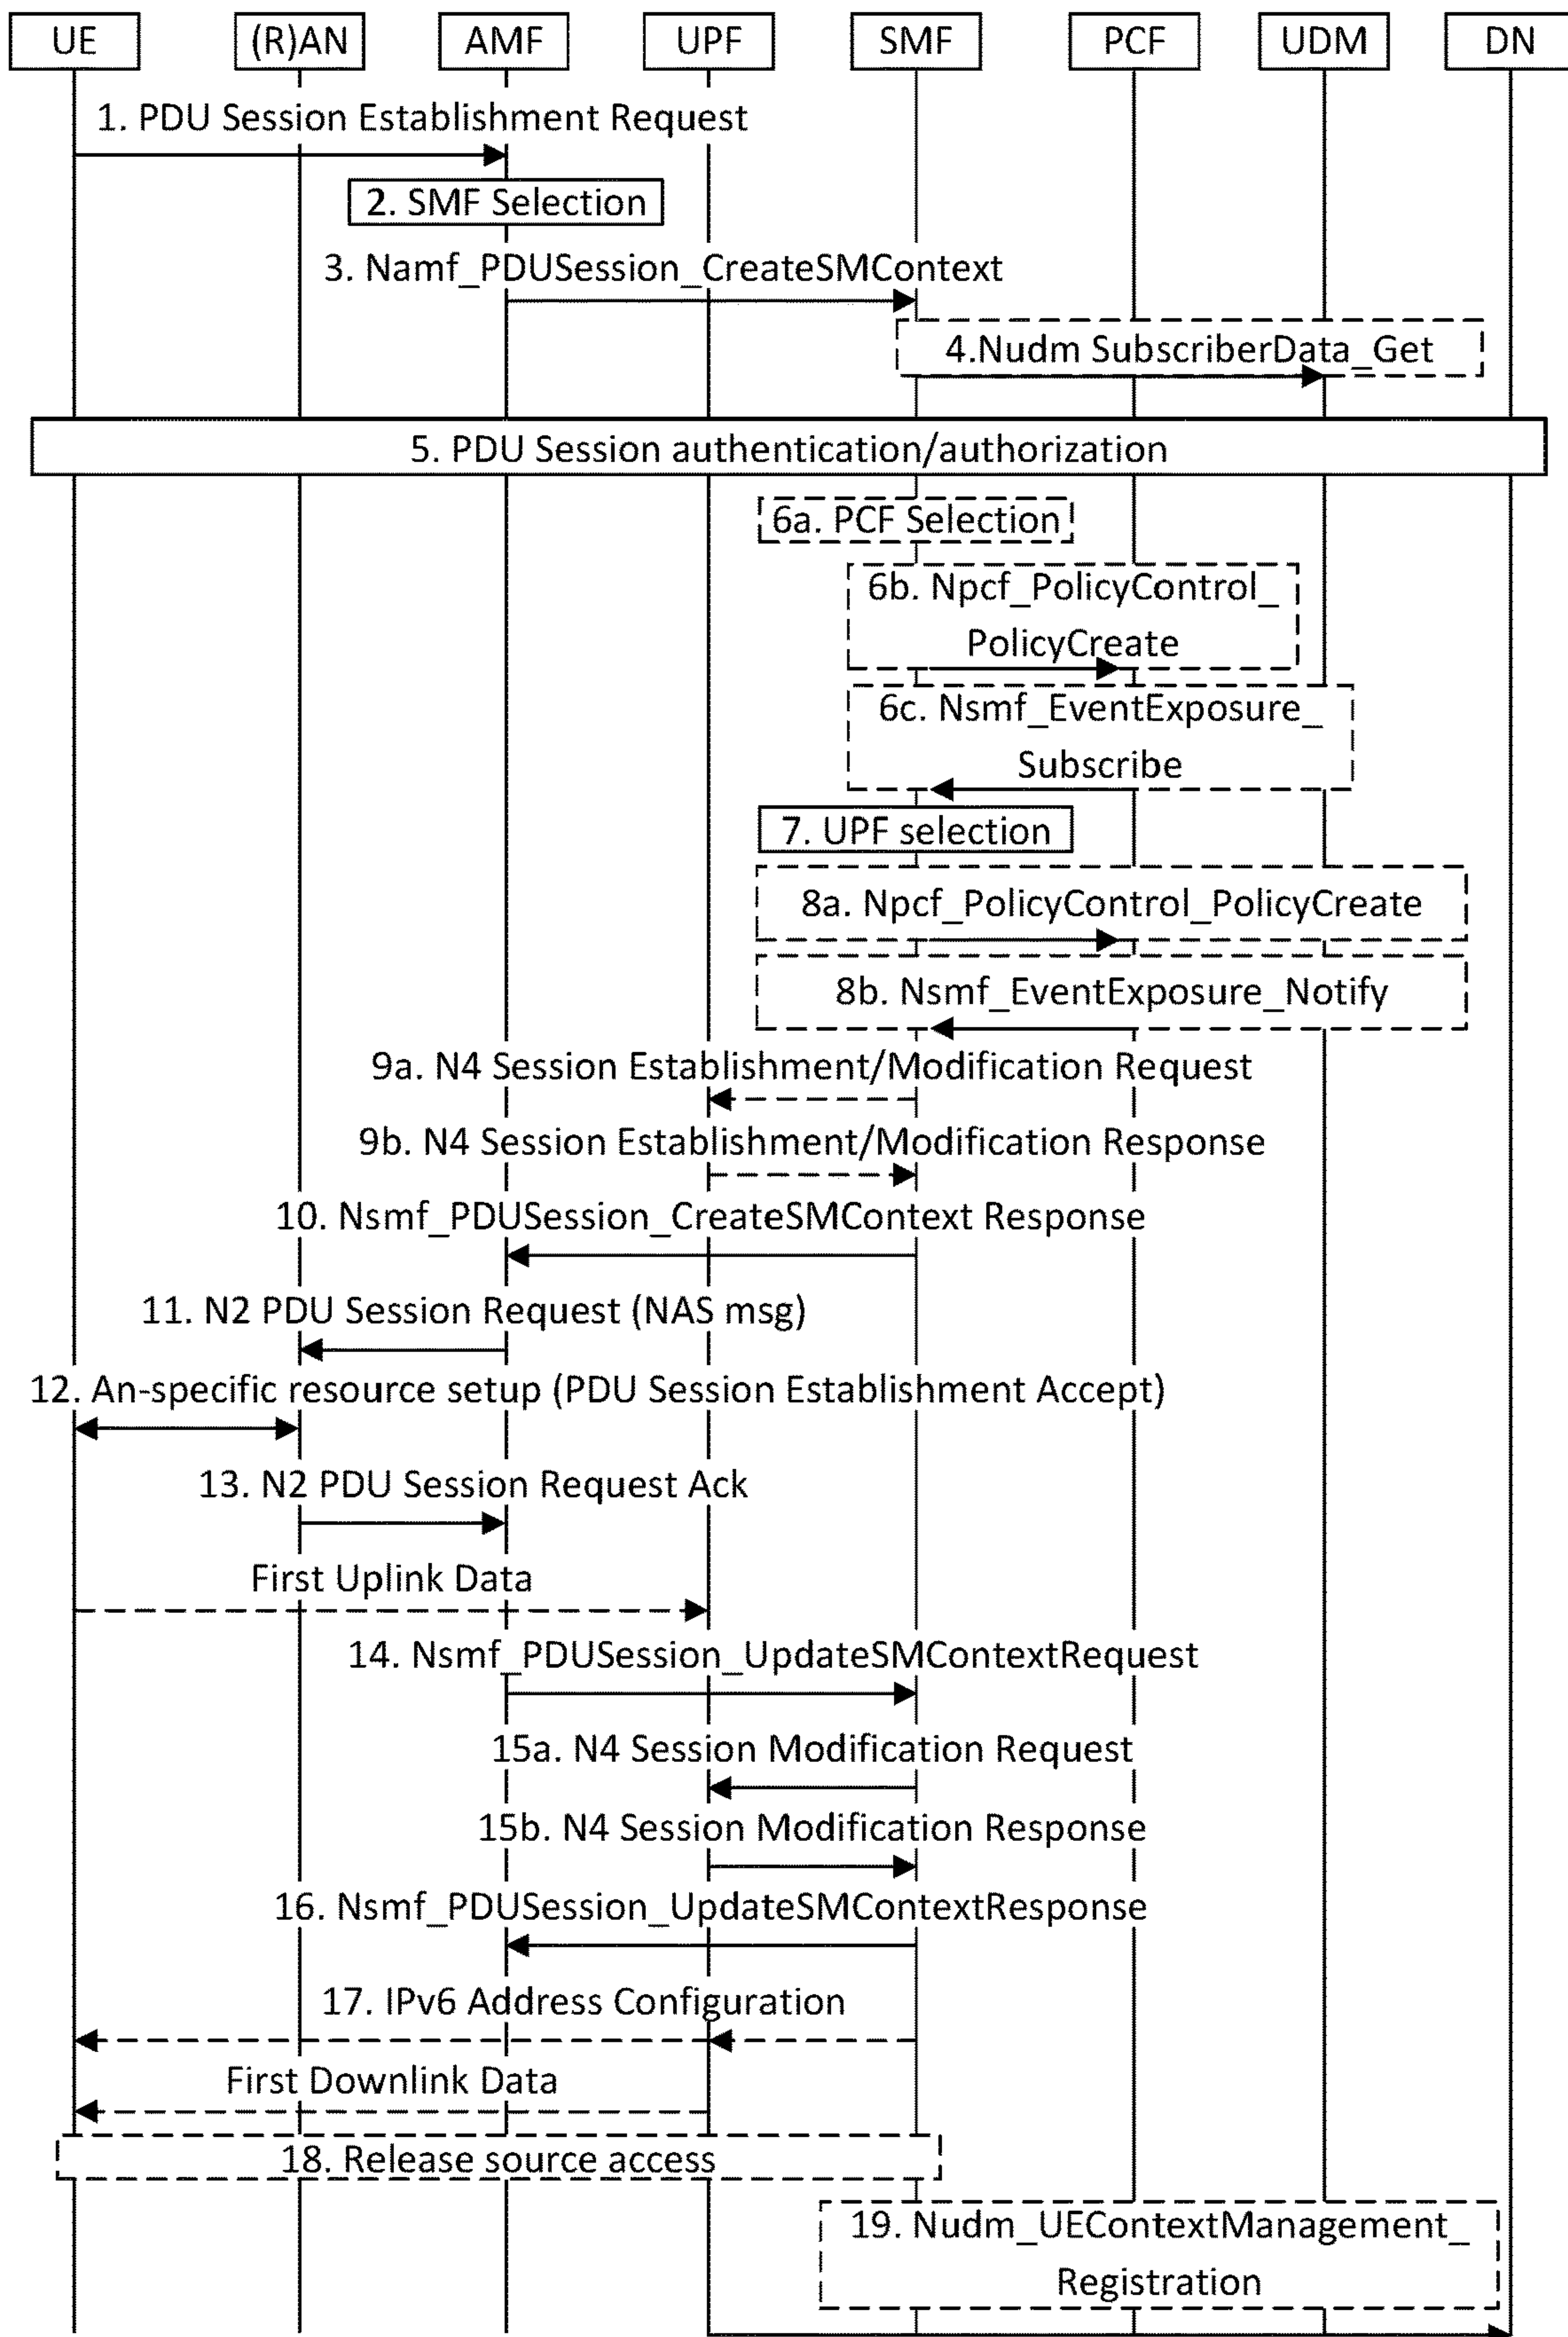 UE (R)AN AMF UPF SMF PCF UDM DN
1. PDU Session Establishment Request
2. SMF Selection
3. Namf_PDUSession_CreateSMContext
4.Nudm SubscriberData_Get
5. PDU Session authentication/authorization
6a. PCF Selection
6b. Npcf_PolicyControl_
PolicyCreate
6c. Nsmf_EventExposure_
Subscribe
7. UPF selection
8a. Npcf_PolicyControl_PolicyCreate
8b. Nsmf_EventExposure_Notify
9a. N4 Session Establishment/Modification Request
9b. N4 Session Establishment/Modification Response
10. Nsmf_PDUSession_CreateSMContext Response
11. N2 PDU Session Request (NAS msg)
12. An-specific resource setup (PDU Session Establishment Accept)
13. N2 PDU Session Request Ack
First Uplink Data
14. Nsmf_PDUSession_UpdateSMContextRequest
15a. N4 Session Modification Request
15b. N4 Session Modification Response
16. Nsmf_PDUSession_UpdateSMContextResponse
17. IPv6 Address Configuration
First Downlink Data
18. Release source access
19. Nudm_UEContextManagement_
Registration